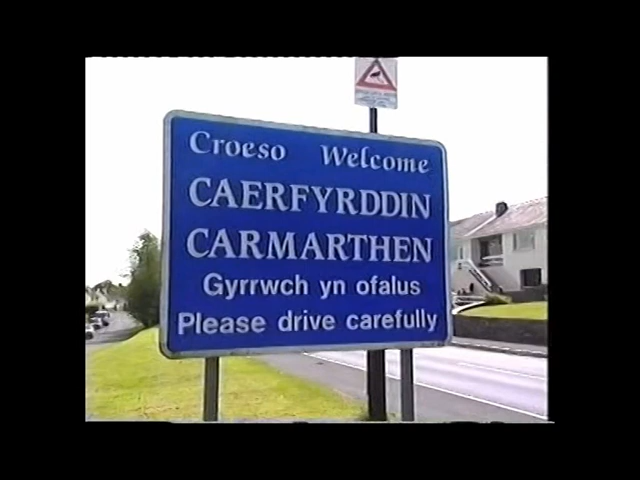 Croeso Welcome
CAERFYRDDIN
CARMARTHEN
Gyrrwch yn ofalus
Please drive carefully